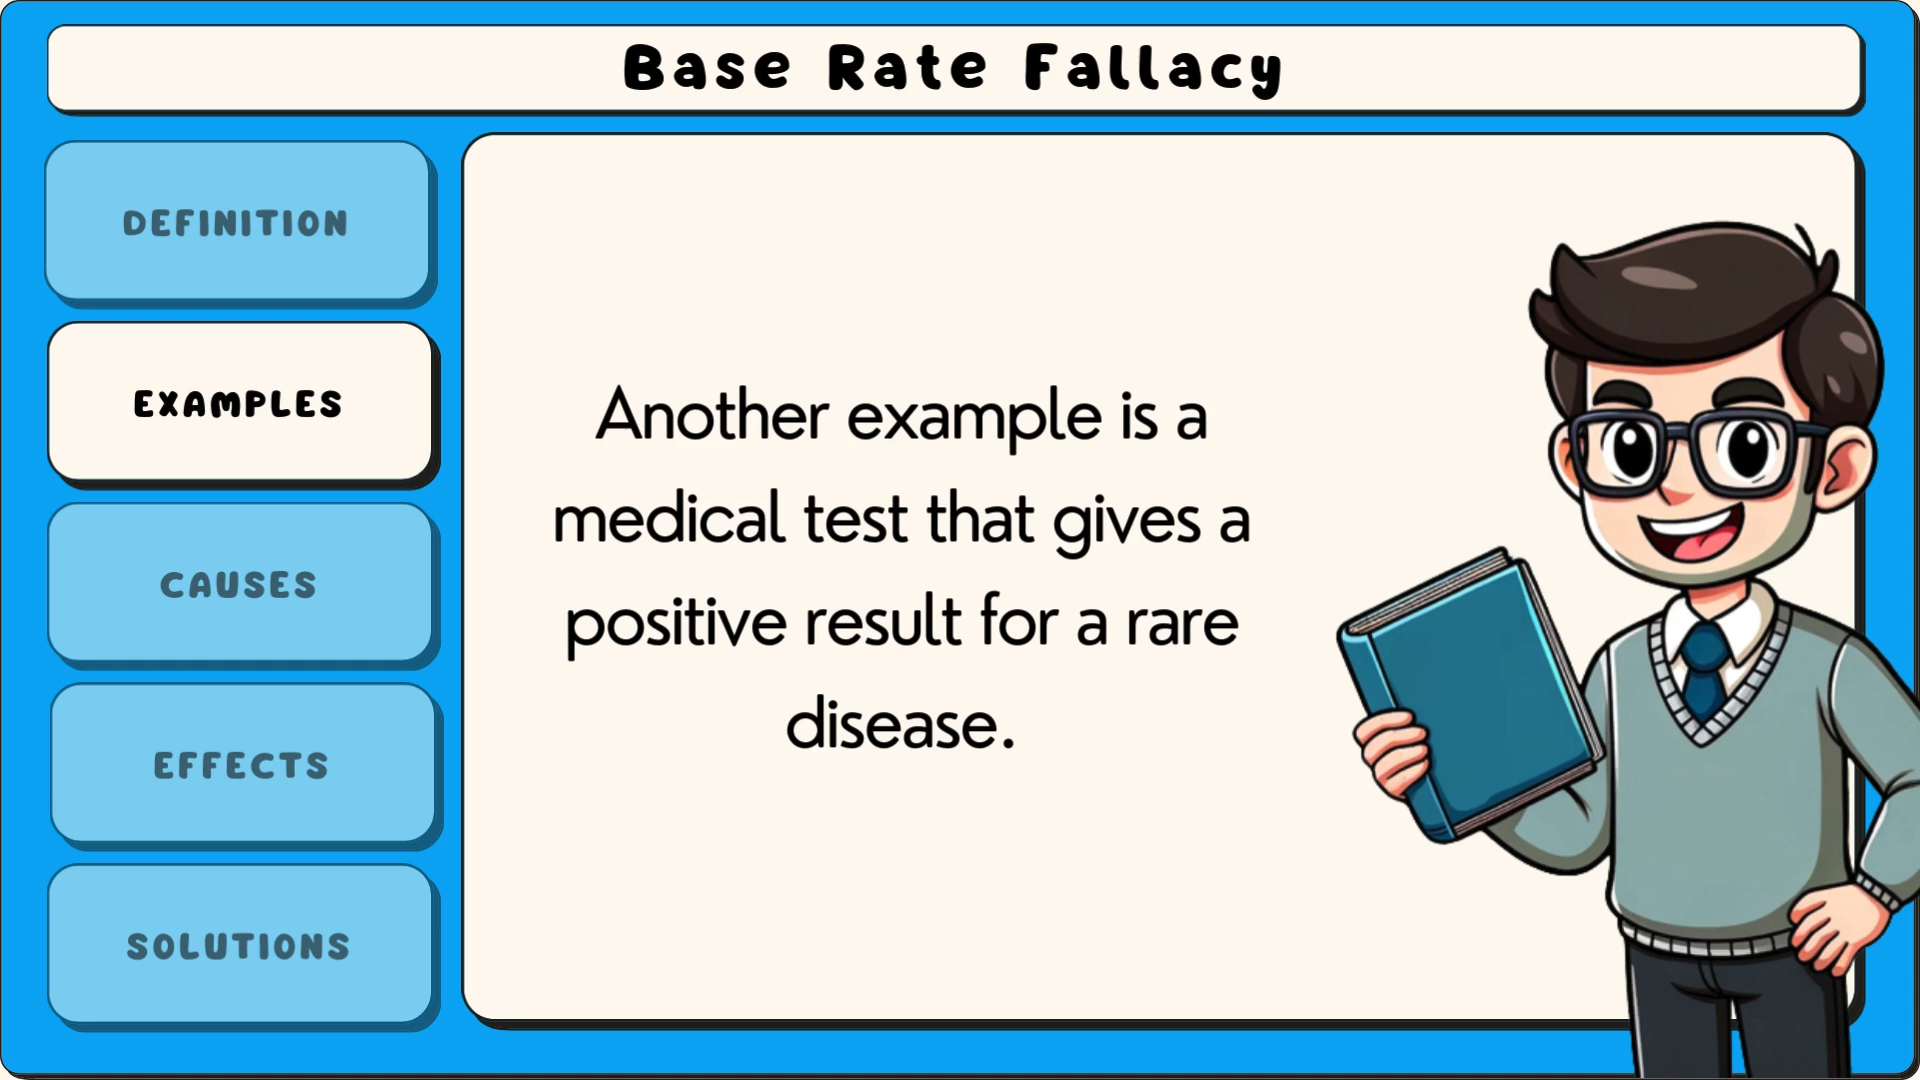 Base Rate Fallacy
DEFINITION
EXAMPLES
CAUSES
EFFECTS
SOLUTIONS
Another example is a
medical test that gives a
positive result for a rare
disease.